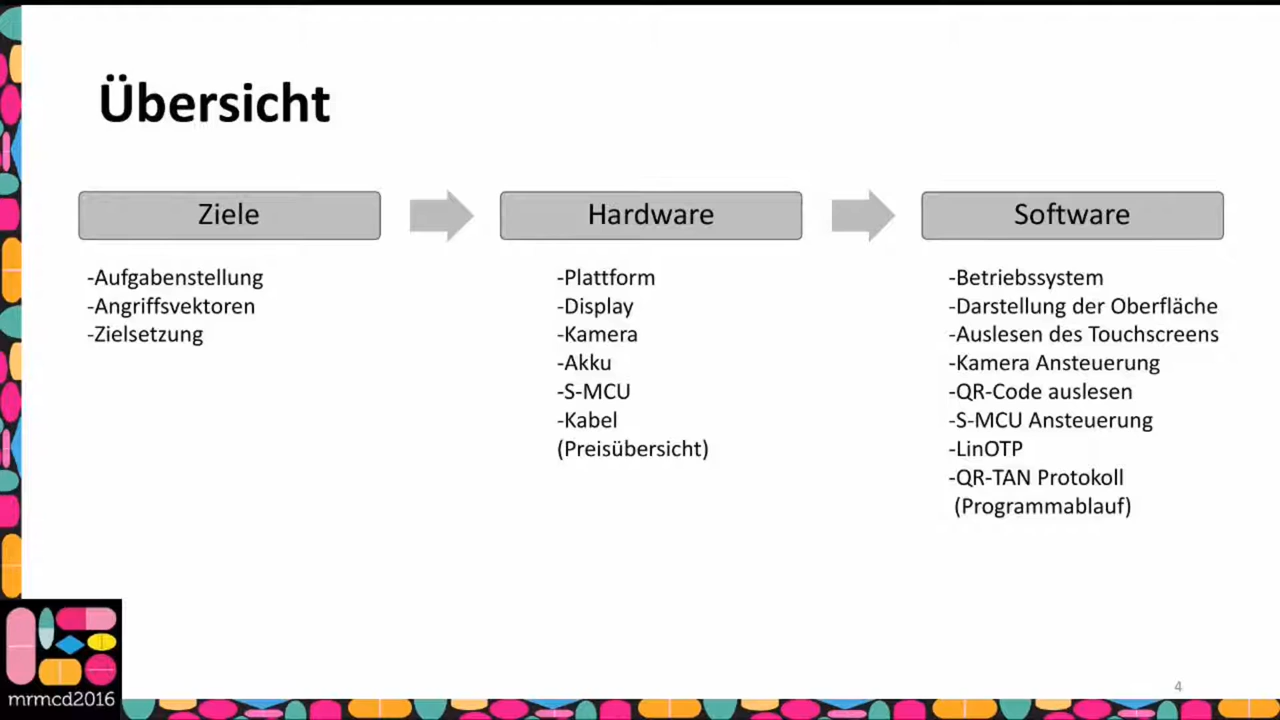 Übersicht
Ziele
-Aufgabenstellung
-Angriffsvektoren
-Zielsetzung
Hardware
-Plattform
-Display
-Kamera
-Akku
-S-MCU
-Kabel
(Preisübersicht)
Software
-Betriebssystem
-Darstellung der Oberfläche
-Auslesen des Touchscreens
-Kamera Ansteuerung
-QR-Code auslesen
-S-MCU Ansteuerung
-LinOTP
-QR-TAN Protokoll
(Programmablauf)
4
mrmcd2016